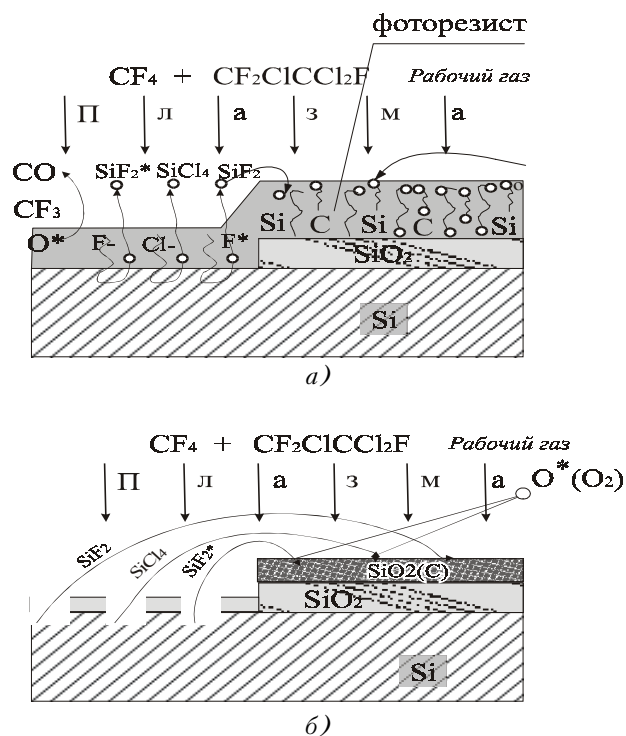 фоторезист
CF4 + CF2ClCCl2F Рабочий газ
П л а з м а
CO SiF2* SiCl4 SiF2
CF3
Si C Si C Si
O* F- Cl- F*
SiO2
Si
а)
CF4 + CF2ClCCl2F Рабочий газ
П л а з м а O*(O2)
SiF2 SiCl4 SiF2*
SiO2(C)
SiO2
Si
б)